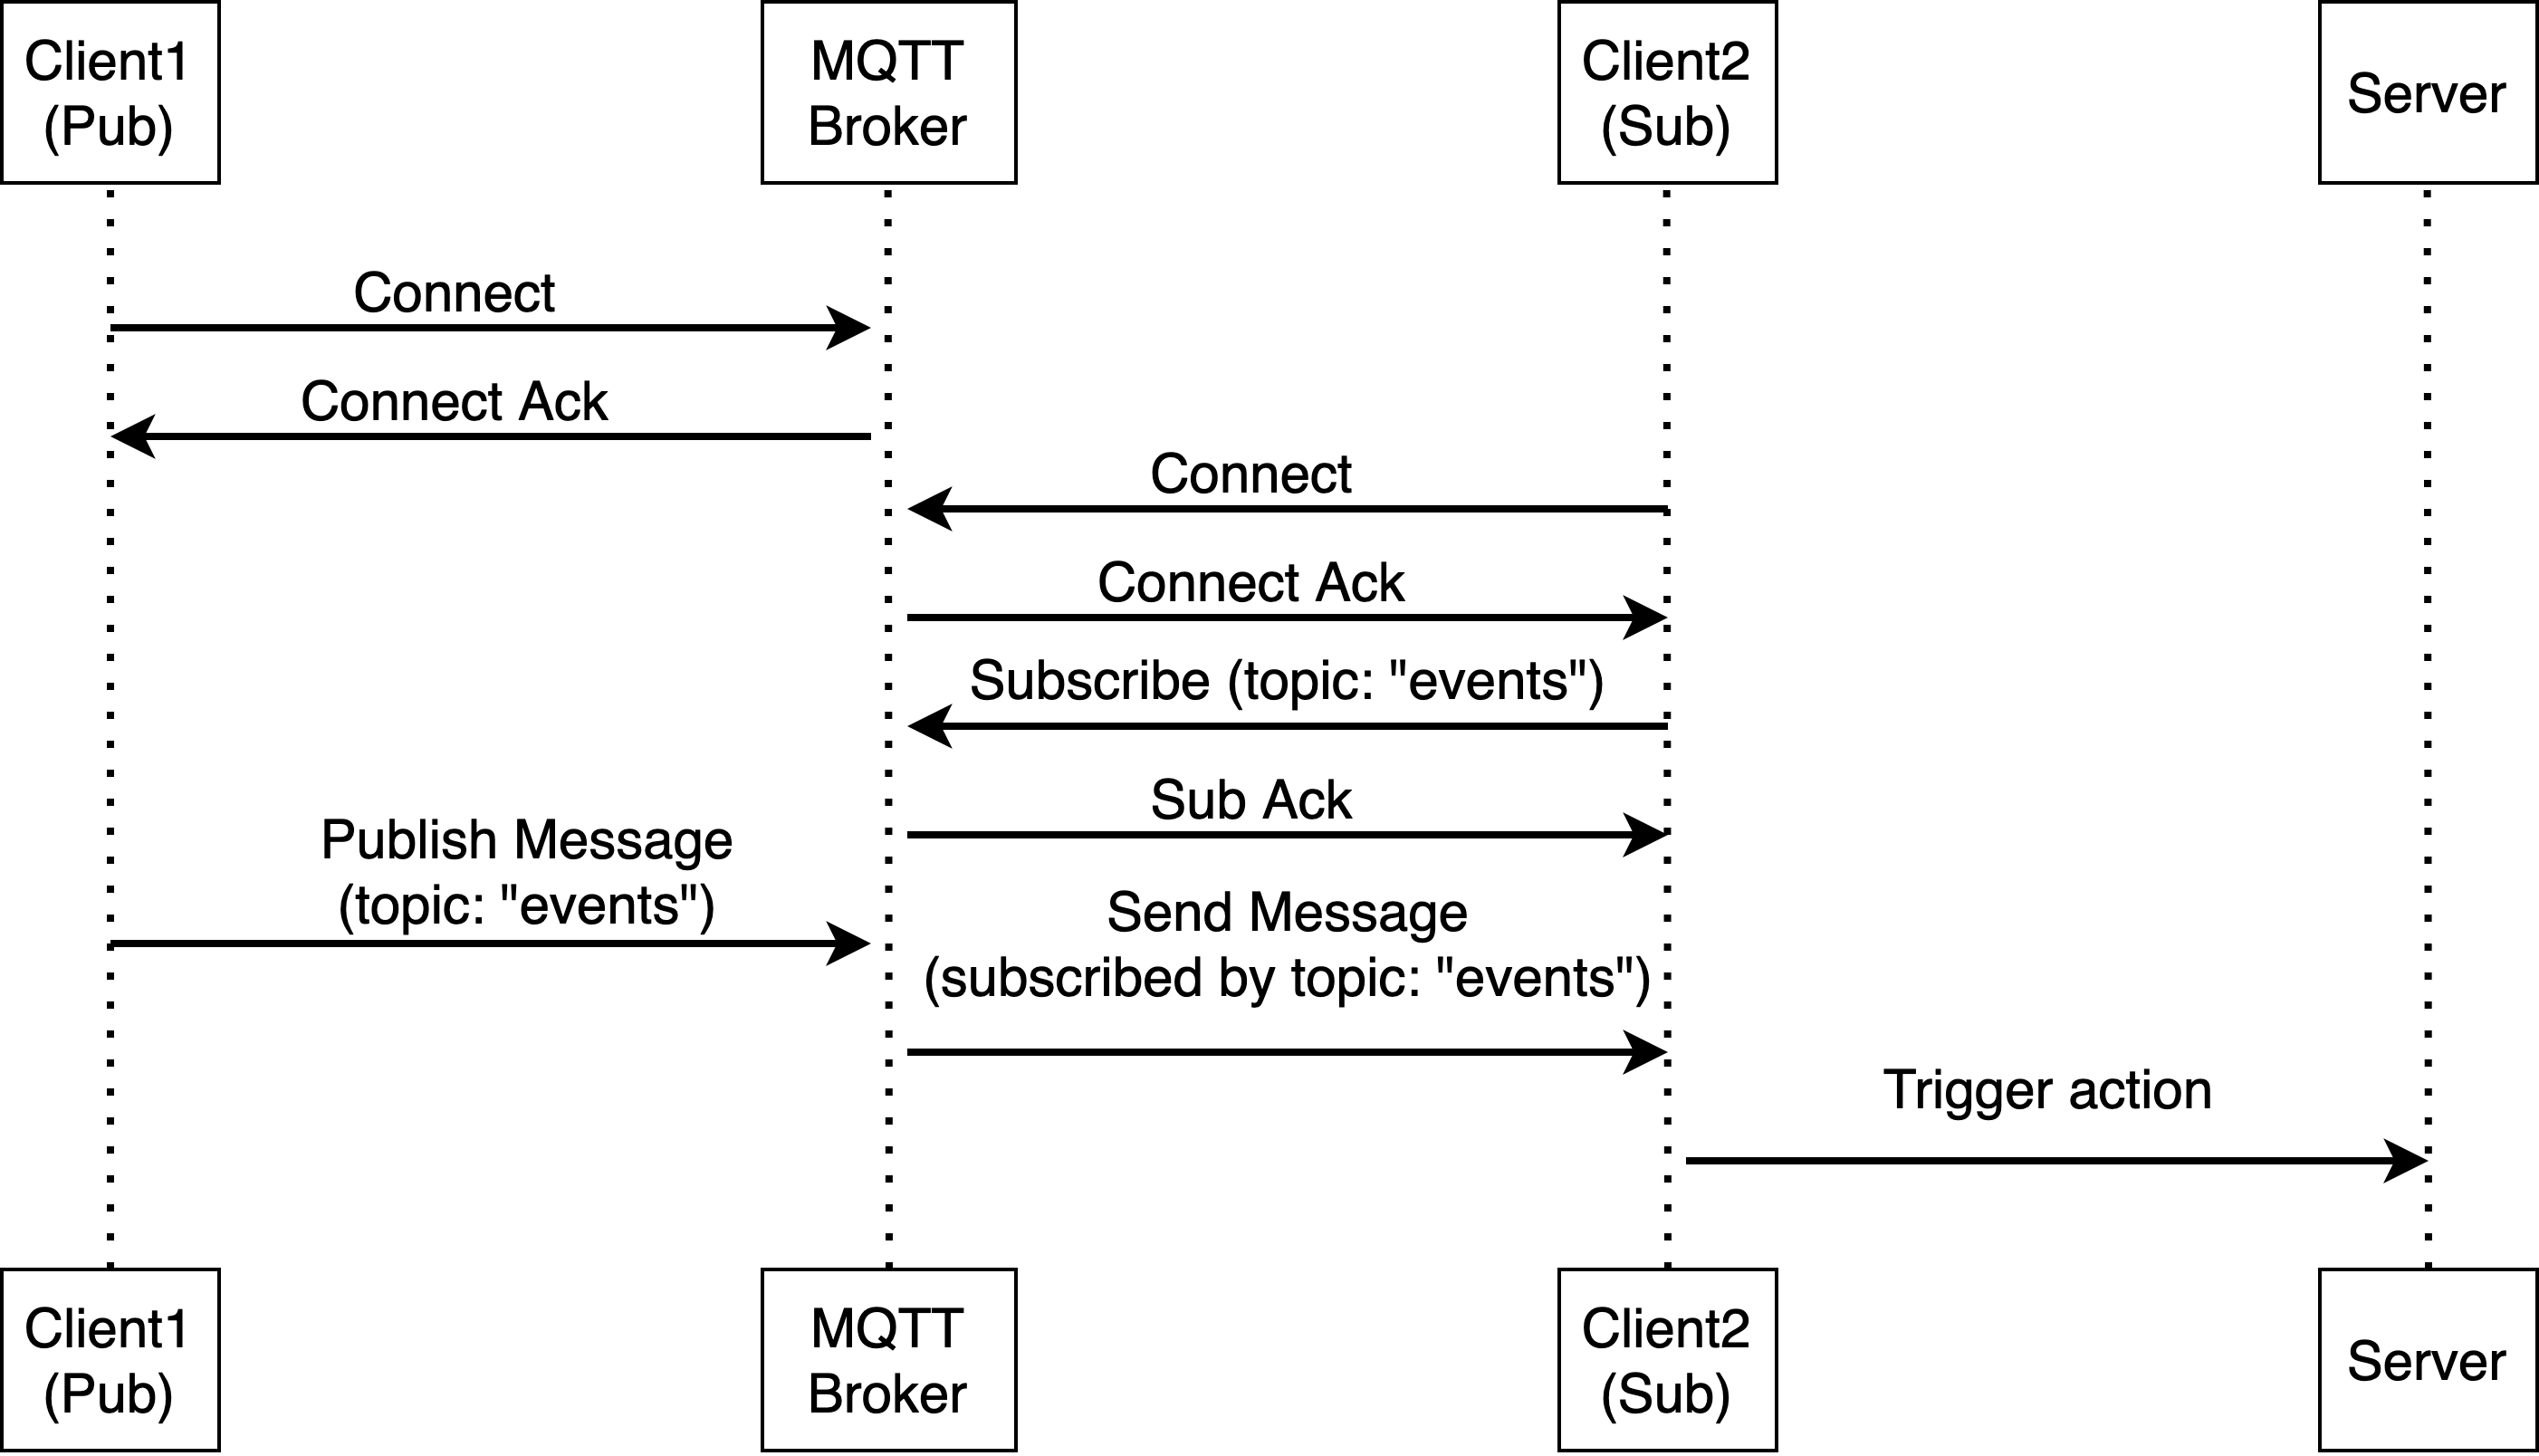 Client1
(Pub)
MQTT
Broker
Client2
(Sub)
Server
Connect
Connect Ack
Connect
Connect Ack
Subscribe (topic: "events")
Sub Ack
Publish Message
(topic: "events")
Send Message
(subscribed by topic: "events")
Trigger action
Client1
(Pub)
MQTT
Broker
Client2
(Sub)
Server